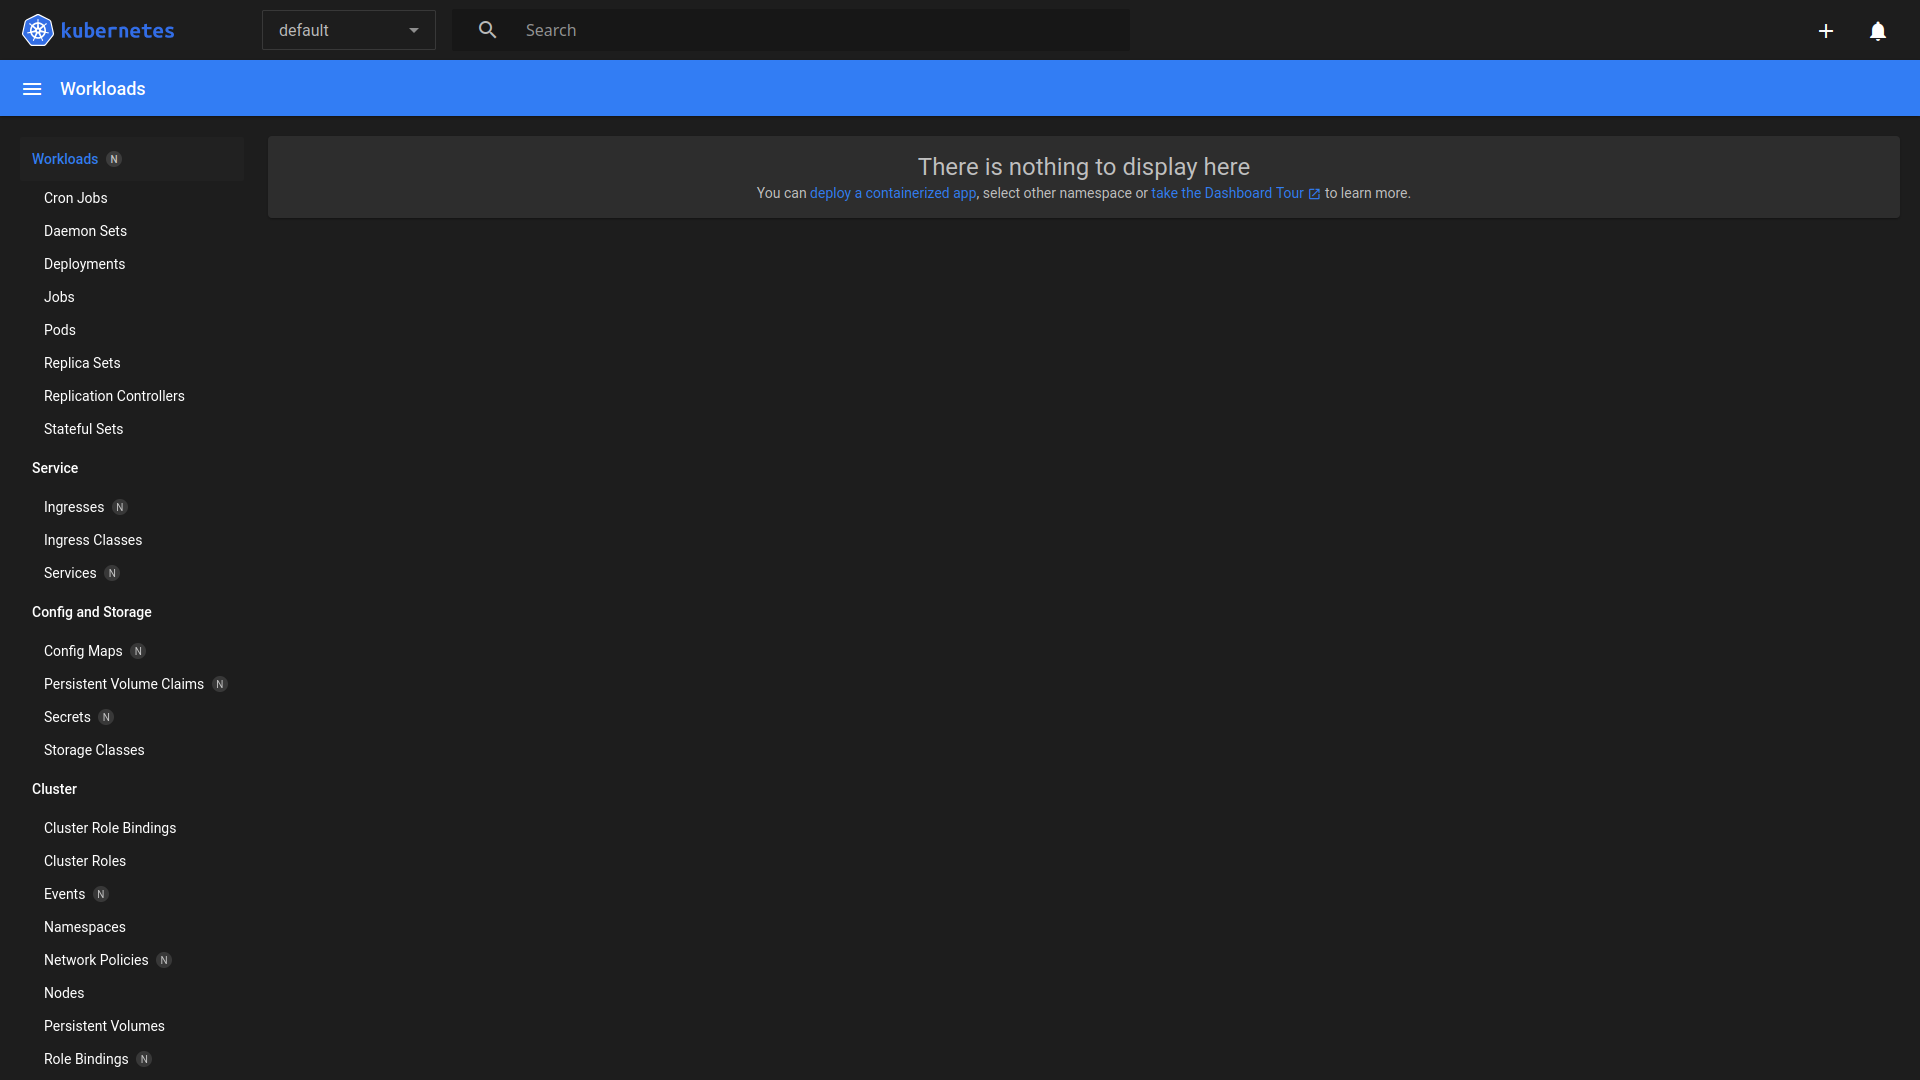 kubernetes
default
Search
Workloads
Workloads N
Cron Jobs
Daemon Sets
Deployments
Jobs
Pods
Replica Sets
Replication Controllers
Stateful Sets
Service
Ingresses N
Ingress Classes
Services N
Config and Storage
Config Maps N
Persistent Volume Claims N
Secrets N
Storage Classes
Cluster
Cluster Role Bindings
Cluster Roles
Events N
Namespaces
Network Policies N
Nodes
Persistent Volumes
Role Bindings N
There is nothing to display here
You can deploy a containerized app, select other namespace or take the Dashboard Tour to learn more.